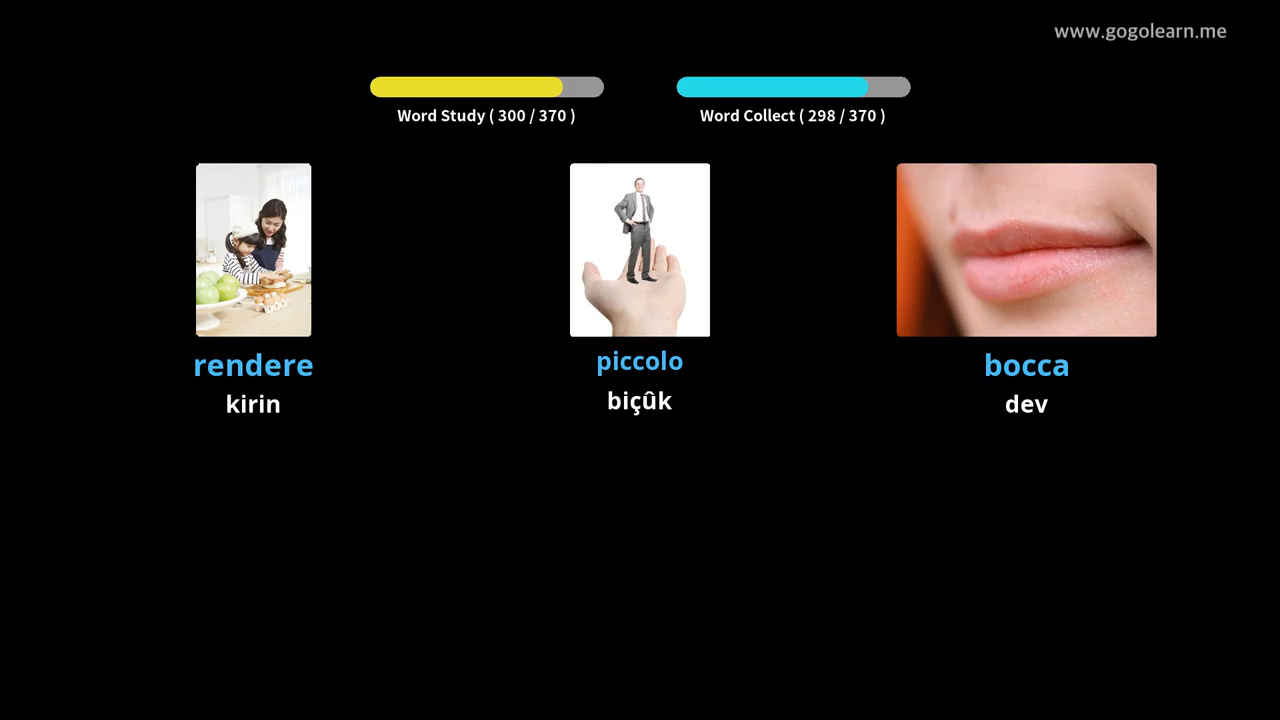 www.gogolearn.me
Word Study ( 300 / 370 )
Word Collect ( 298 / 370 )
rendere
kirin
piccolo
biçûk
bocca
dev